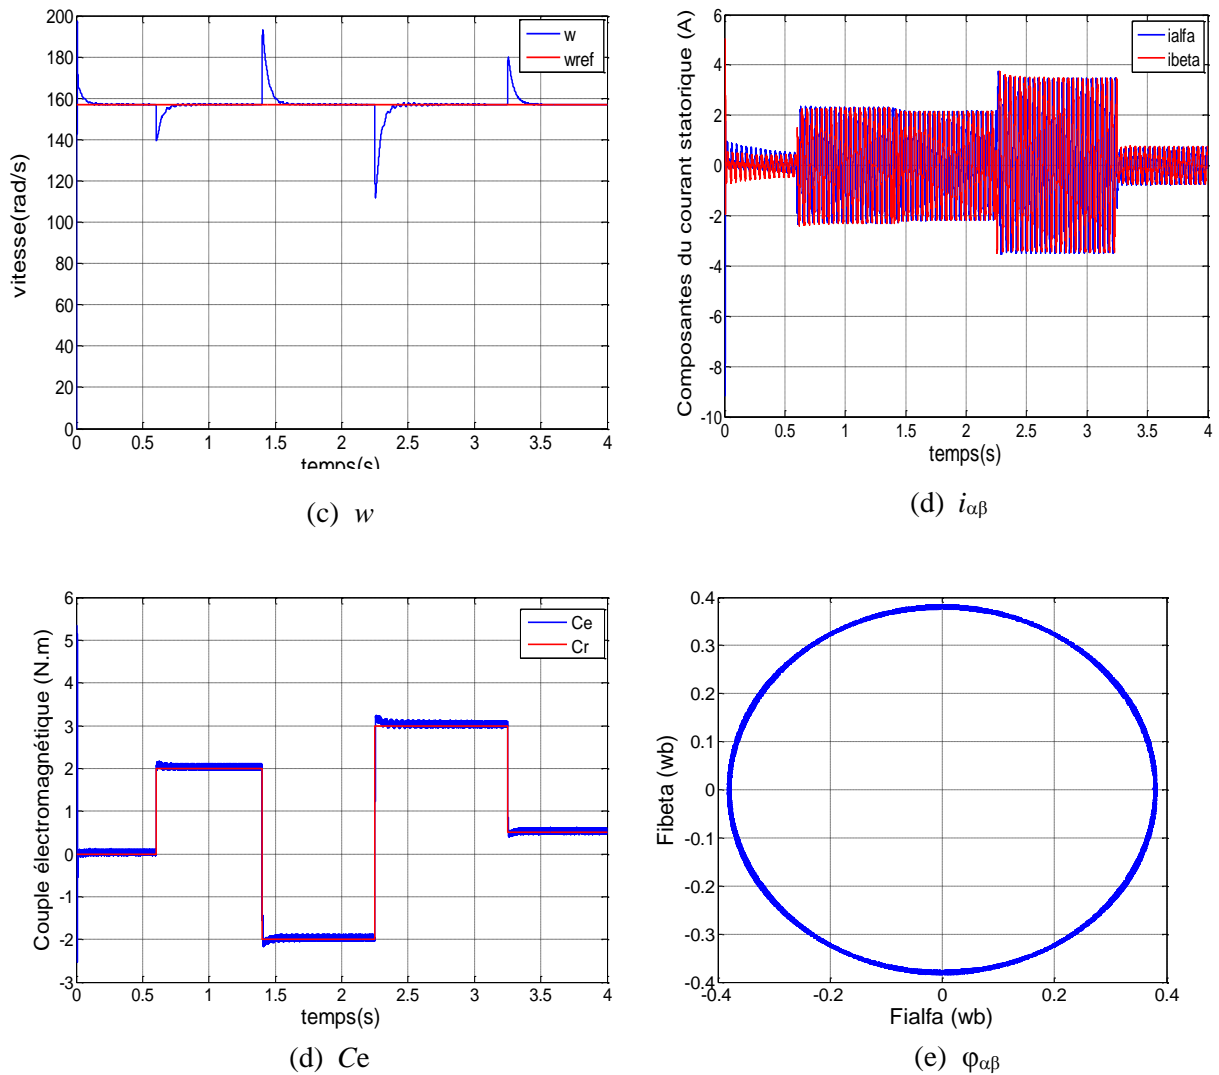 200
180
160
140
120
100
80
60
40
20
0
vitesse(rad/s)
w
wref
0 0.5 1 1.5 2 2.5 3 3.5 4
temps(s)
(c) w
6
4
2
0
-2
-4
-6
-8
-10
Composantes du courant statorique (A)
ialfa
ibeta
0 0.5 1 1.5 2 2.5 3 3.5 4
temps(s)
(d) iαβ
6
5
4
3
2
1
0
-1
-2
-3
Couple électromagnétique (N.m)
Ce
Cr
0 0.5 1 1.5 2 2.5 3 3.5 4
temps(s)
(d) Ce
0.4
0.3
0.2
0.1
0
-0.1
-0.2
-0.3
-0.4
Fibeta (wb)
-0.4 -0.2 0 0.2 0.4
Fialfa (wb)
(e) φαβ